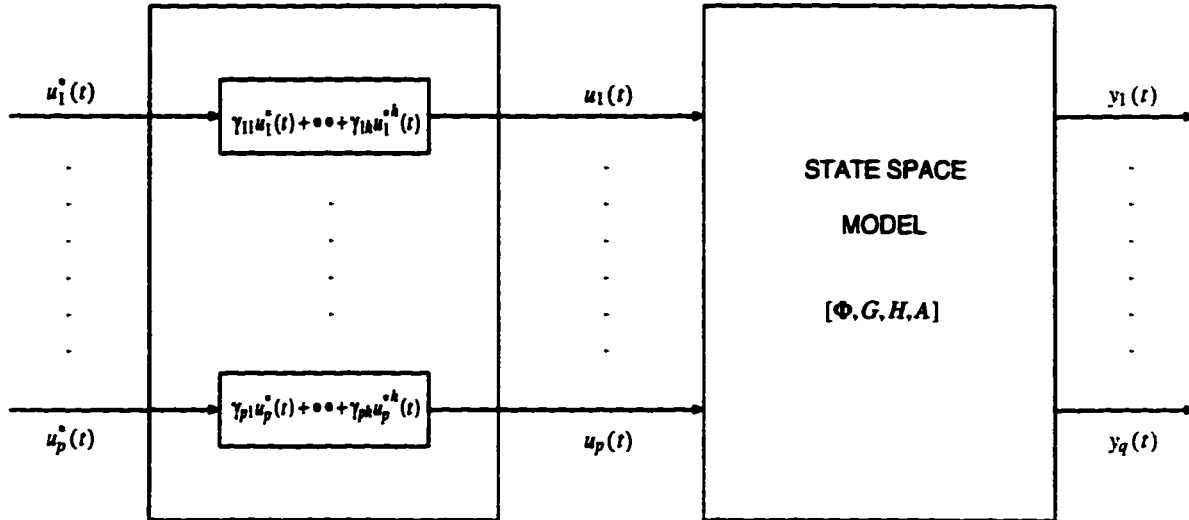 u₁*(t)
γ₁₁u₁*(t)+•••+γ₁ₖu₁*ᵏ(t)
u₁(t)
y₁(t)
STATE SPACE
MODEL
[Φ,G,H,A]
γₚ₁uₚ*(t)+•••+γₚₖuₚ*ᵏ(t)
uₚ*(t)
uₚ(t)
y_q(t)